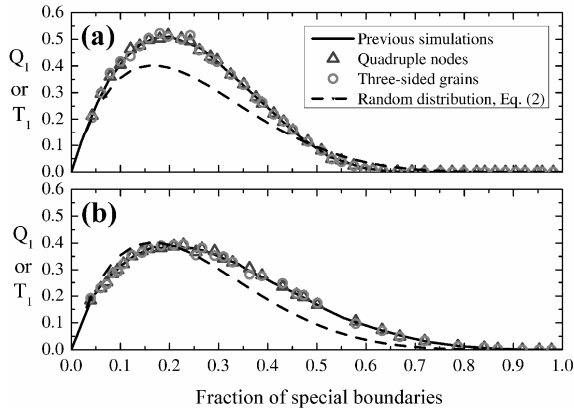 (a)
Q1
or
T1
0.6
0.5
0.4
0.3
0.2
0.1
0.0
Previous simulations
Quadruple nodes
Three-sided grains
Random distribution, Eq. (2)
(b)
Q1
or
T1
0.6
0.5
0.4
0.3
0.2
0.1
0.0
0.0 0.1 0.2 0.3 0.4 0.5 0.6 0.7 0.8 0.9 1.0
Fraction of special boundaries